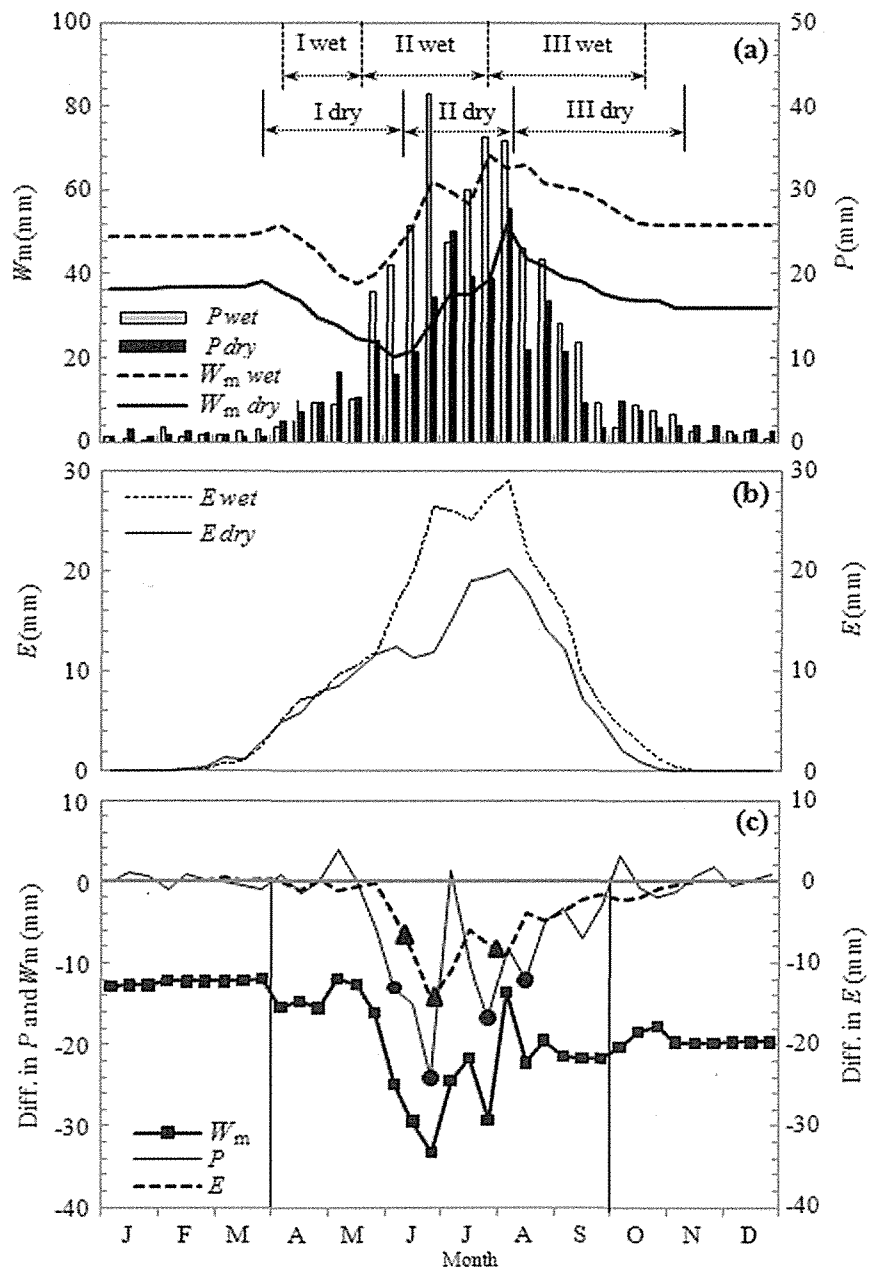 100 50
I wet II wet III wet (a)
I dry II dry III dry
80 40
60 30
40 20
20 10
0 0
Wm(mm)
P(mm)
P wet
P dry
Wm wet
Wm dry
30 30
E wet
E dry
(b)
20 20
10 10
0 0
E(mm)
E(mm)
10 10
(c)
0 0
-10 -10
-20 -20
-30 -30
-40 -40
Diff. in P and Wm (mm)
Diff. in E (mm)
Wm
P
E
J F M A M J J A S O N D
Month